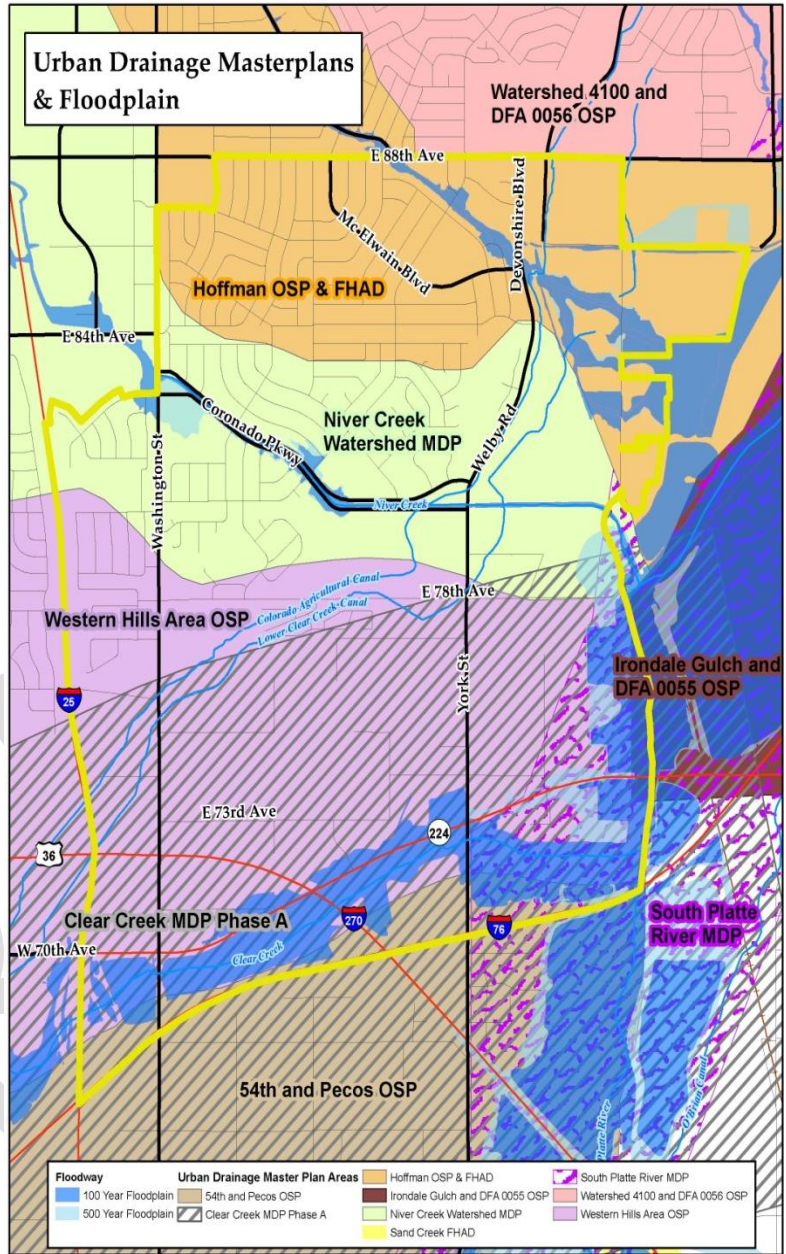 Urban Drainage Masterplans
& Floodplain
Watershed 4100 and
DFA 0056 OSP
E 88th Ave
Mc Elwain Blvd
Devonshire Blvd
Hoffman OSP & FHAD
E 84th Ave
Niver Creek
Watershed MDP
Coronado Pkwy
Welby Rd
Washington St
Niver Creek
E 78th Ave
Colorado Agricultural Canal
Lower Clear Creek Canal
Western Hills Area OSP
York St
Irondale Gulch and
DFA 0055 OSP
25
E 73rd Ave
224
36
Clear Creek MDP Phase A
270
76
South Platte
River MDP
W 70th Ave
Clear Creek
54th and Pecos OSP
Platte River
O'Brian Canal
Floodway
100 Year Floodplain
500 Year Floodplain
Urban Drainage Master Plan Areas
54th and Pecos OSP
Clear Creek MDP Phase A
Hoffman OSP & FHAD
Irondale Gulch and DFA 0055 OSP
Niver Creek Watershed MDP
Sand Creek FHAD
South Platte River MDP
Watershed 4100 and DFA 0056 OSP
Western Hills Area OSP